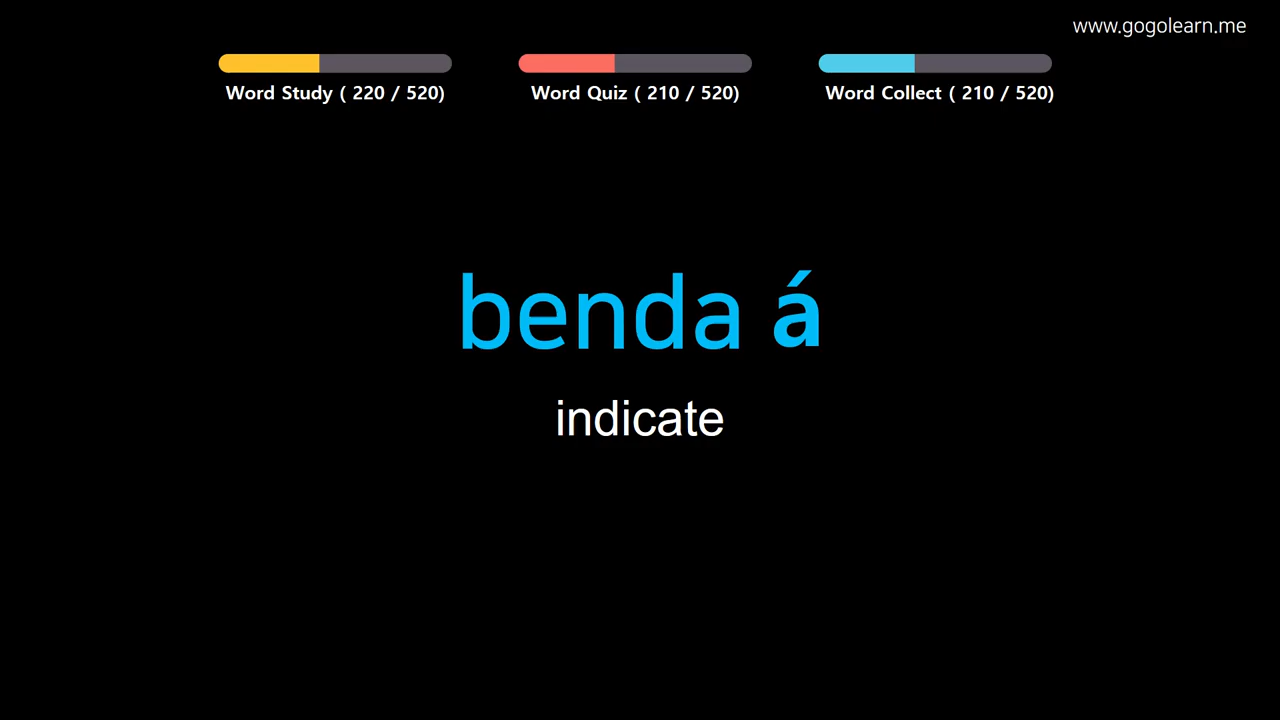 www.gogolearn.me
Word Study ( 220 / 520)
Word Quiz ( 210 / 520)
Word Collect ( 210 / 520)
benda á
indicate